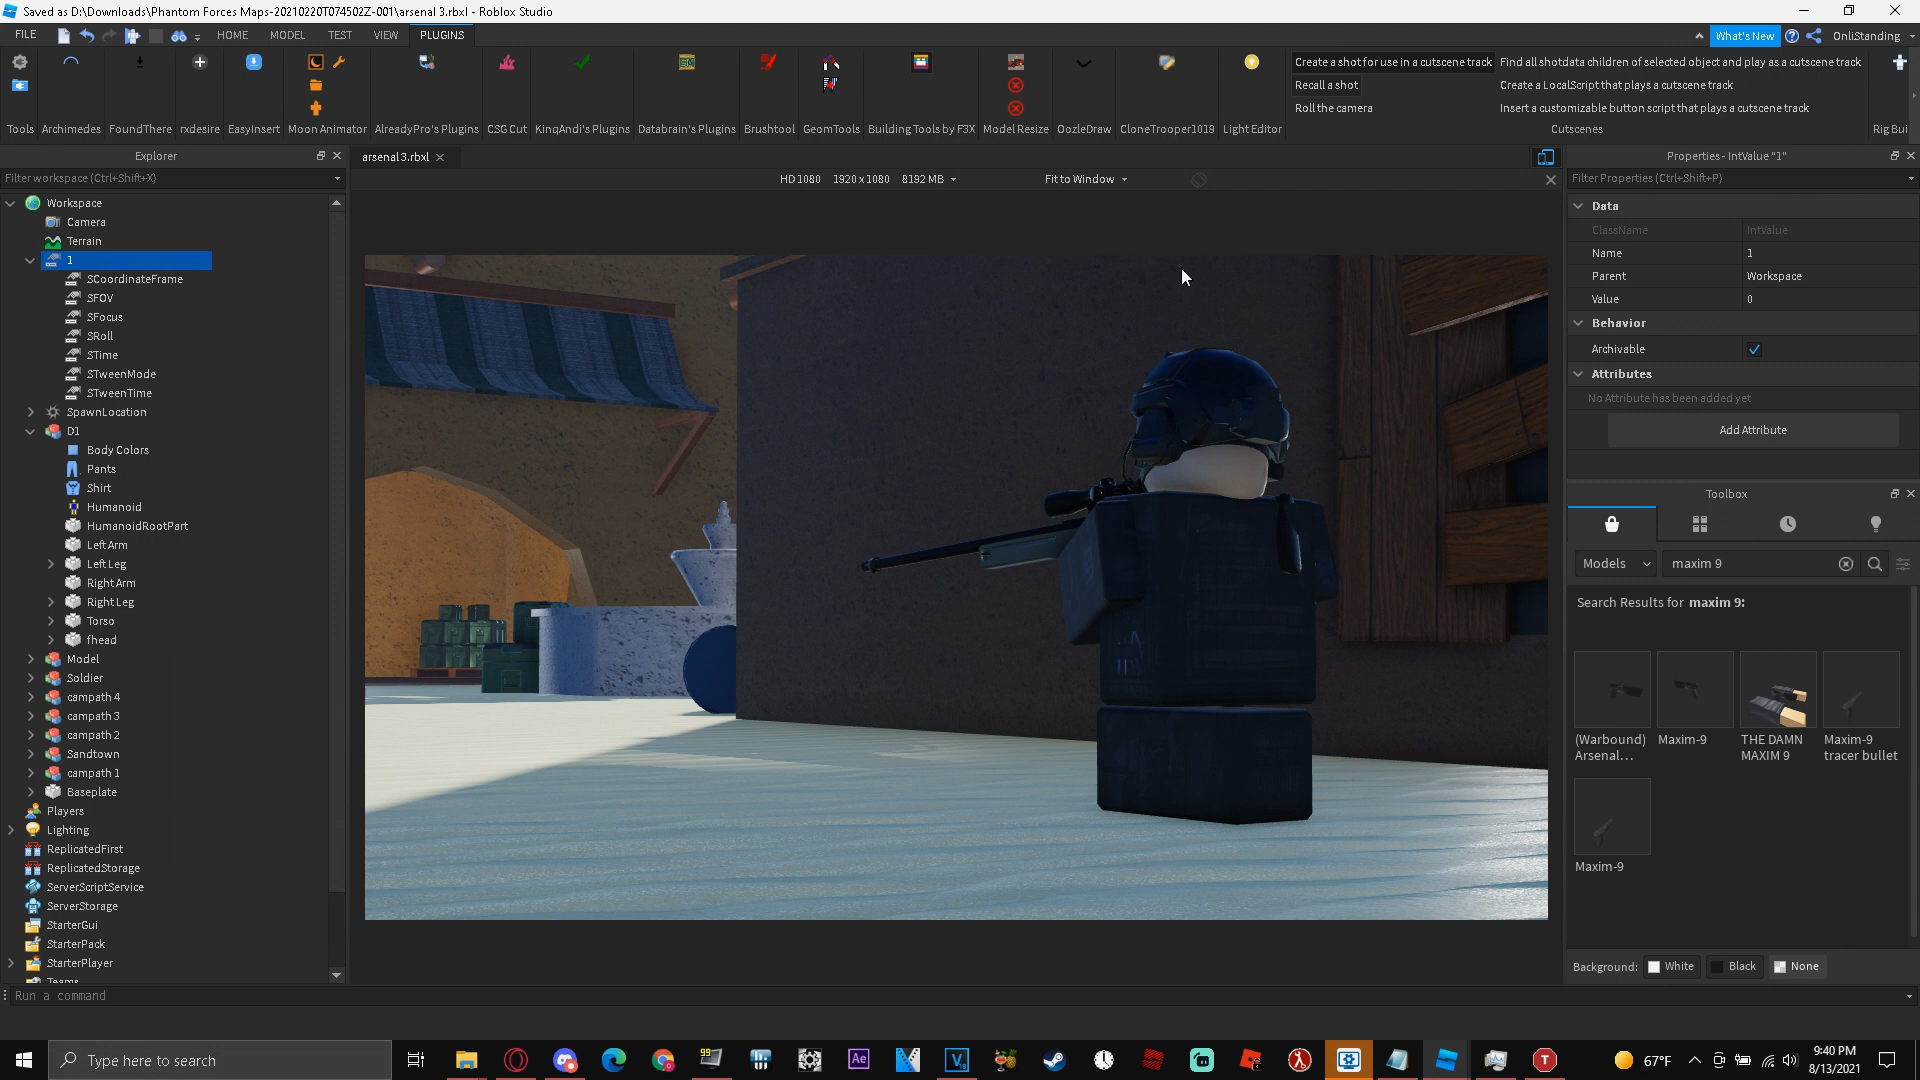 Saved as D:\Downloads\Phantom Forces Maps-20210220T074502Z-001\arsenal 3.rbxl - Roblox Studio
FILE HOME MODEL TEST VIEW PLUGINS What's New OnliStanding
Create a shot for use in a cutscene track Find all shotdata children of selected object and play as a cutscene track
Recall a shot Create a LocalScript that plays a cutscene track
Roll the camera Insert a customizable button script that plays a cutscene track
Tools Archimedes FoundThere rxdesire EasyInsert Moon Animator AlreadyPro's Plugins CSG Cut KinqAndi's Plugins Databrain's Plugins Brushtool GeomTools Building Tools by F3X Model Resize OozleDraw CloneTrooper1019 Light Editor Cutscenes Rig Bui
Explorer
Filter workspace (Ctrl+Shift+X)
Workspace
Camera
Terrain
1
SCoordinateFrame
SFOV
SFocus
SRoll
STime
STweenMode
STweenTime
SpawnLocation
D1
Body Colors
Pants
Shirt
Humanoid
HumanoidRootPart
Left Arm
Left Leg
Right Arm
Right Leg
Torso
fhead
Model
Soldier
campath 4
campath 3
campath 2
Sandtown
campath 1
Baseplate
Players
Lighting
ReplicatedFirst
ReplicatedStorage
ServerScriptService
ServerStorage
StarterGui
StarterPack
StarterPlayer
Teams
arsenal 3.rbxl
HD 1080 1920 x 1080 8192 MB Fit to Window
Properties - IntValue "1"
Filter Properties (Ctrl+Shift+P)
Data
ClassName IntValue
Name 1
Parent Workspace
Value 0
Behavior
Archivable
Attributes
No Attribute has been added yet
Add Attribute
Toolbox
Models maxim 9
Search Results for maxim 9:
(Warbound) Arsenal...
Maxim-9
THE DAMN MAXIM 9
Maxim-9 tracer bullet
Maxim-9
Background: White Black None
Run a command
Type here to search
99
Ae
67°F
9:40 PM
8/13/2021